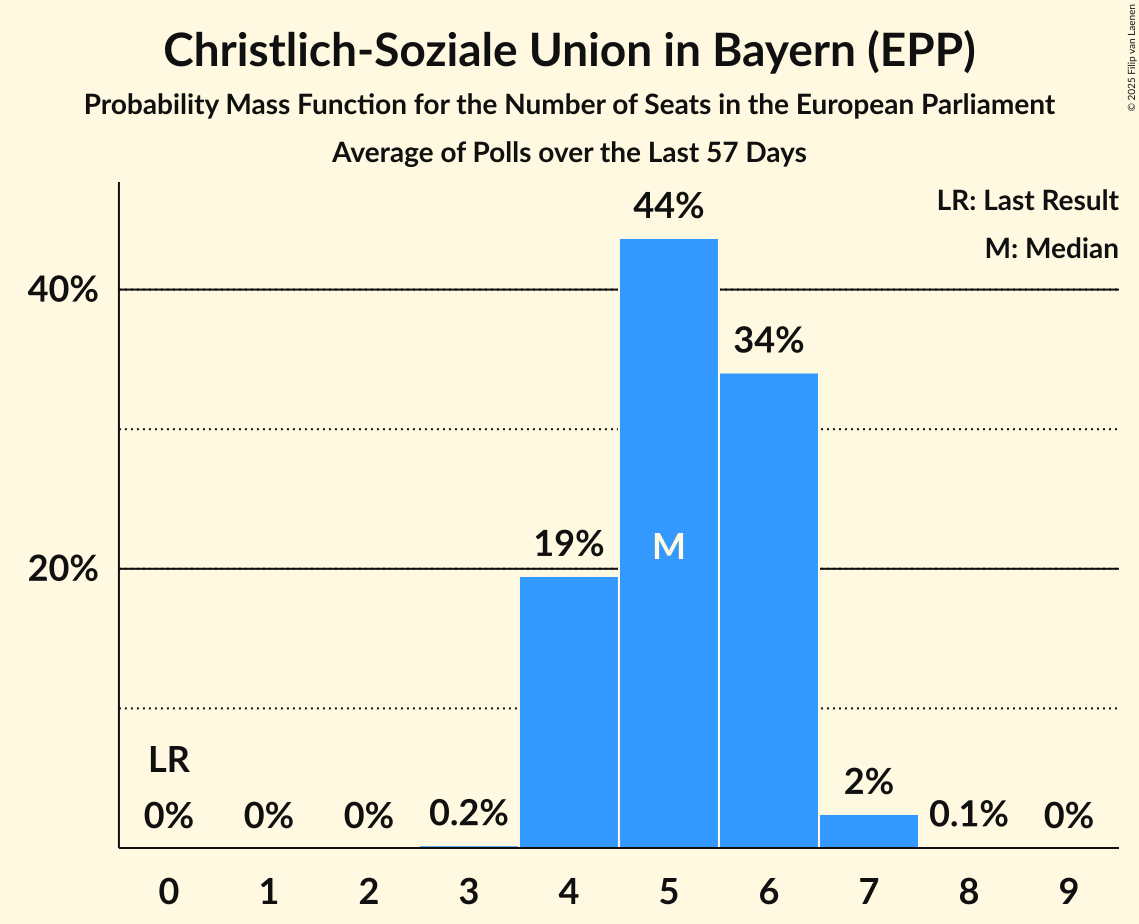 Christlich-Soziale Union in Bayern (EPP)
Probability Mass Function for the Number of Seats in the European Parliament
Average of Polls over the Last 57 Days
© 2025 Filip van Laenen
LR: Last Result
M: Median
44%
40%
34%
19%
M
20%
LR
0%
0%
0%
0.2%
2%
0.1%
0%
0 1 2 3 4 5 6 7 8 9